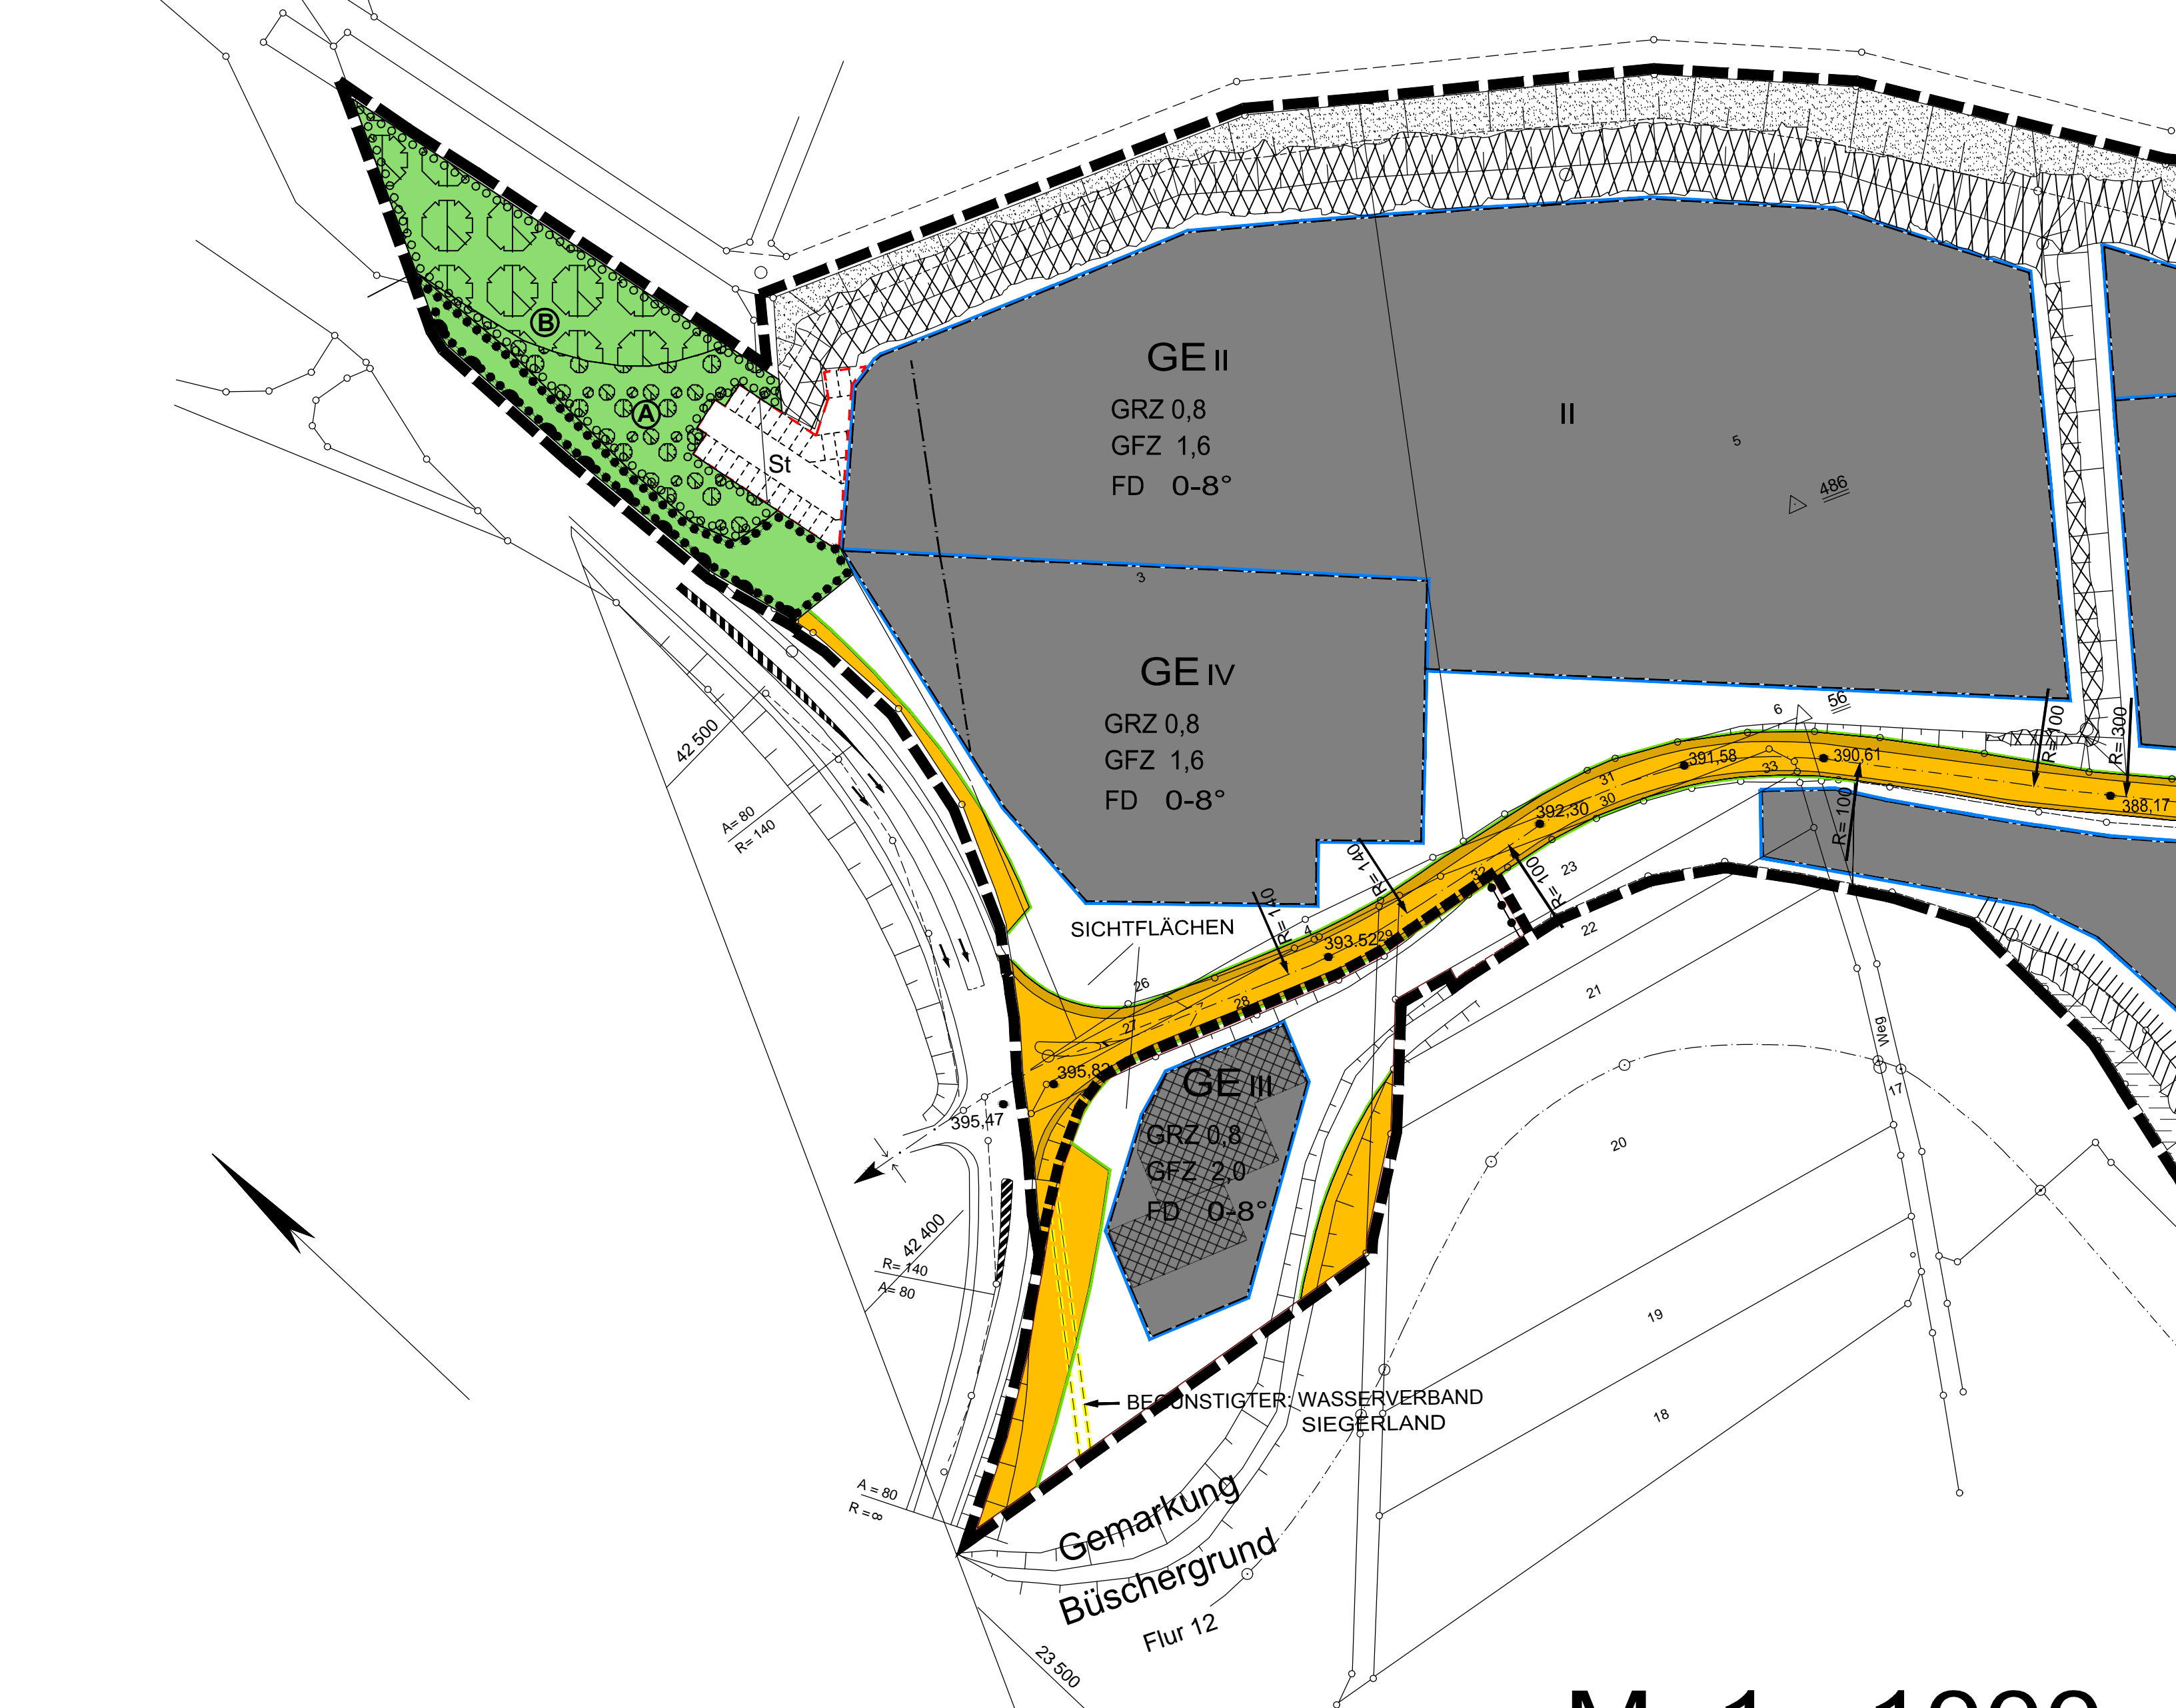 GE II
GRZ 0,8
GFZ 1,6
FD 0-8°
II
5
486
B
A
St
3
GE IV
GRZ 0,8
GFZ 1,6
FD 0-8°
6
56
R= 100
R= 300
42 500
A= 80
R= 140
31
391,58
33
390,61
388,17
392,30
30
R= 100
R= 140
32
23
R= 100
R= 140
SICHTFLÄCHEN
4
393.52
29
22
26
28
27
21
Weg
395,82
GE III
17
395,47
GRZ 0,8
20
GFZ 2,0
FD 0-8°
42 400
R= 140
A= 80
19
BEGÜNSTIGTER: WASSERVERBAND
SIEGERLAND
18
A = 80
R = ∞
Gemarkung
Büschergrund
Flur 12
23 500